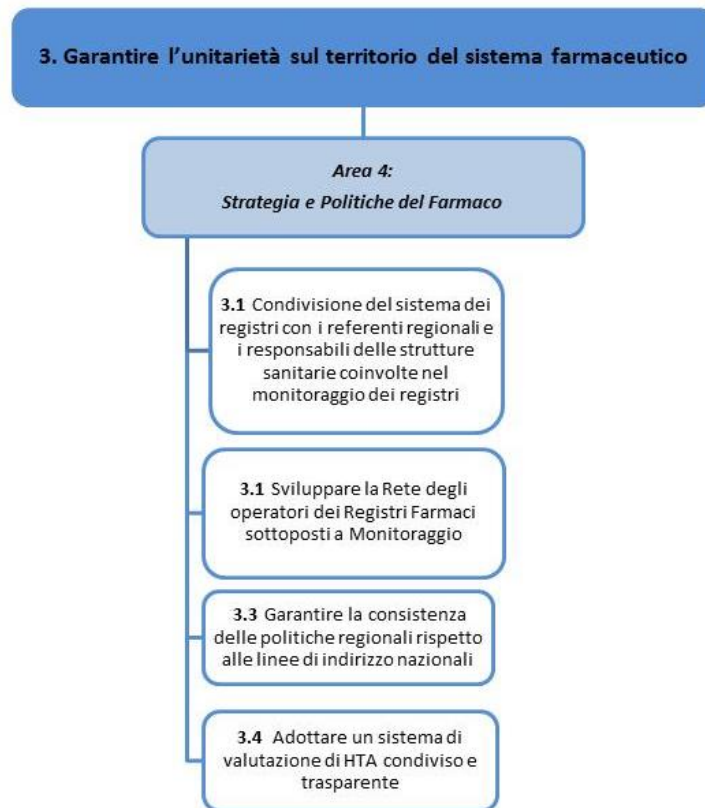 3. Garantire l’unitarietà sul territorio del sistema farmaceutico
Area 4:
Strategia e Politiche del Farmaco
3.1 Condivisione del sistema dei
registri con i referenti regionali e
i responsabili delle strutture
sanitarie coinvolte nel
monitoraggio dei registri
3.1 Sviluppare la Rete degli
operatori dei Registri Farmaci
sottoposti a Monitoraggio
3.3 Garantire la consistenza
delle politiche regionali rispetto
alle linee di indirizzo nazionali
3.4 Adottare un sistema di
valutazione di HTA condiviso e
trasparente